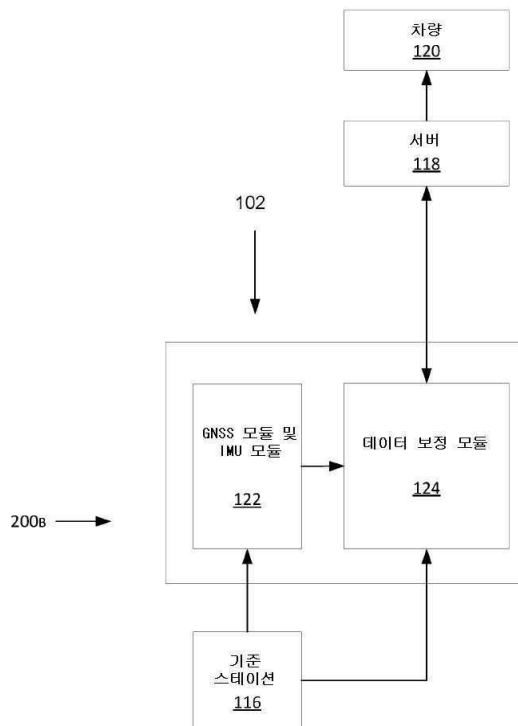 차량
120
서버
118
102
GNSS 모듈 및
IMU 모듈
122
데이터 보정 모듈
124
200B
기준
스테이션
116